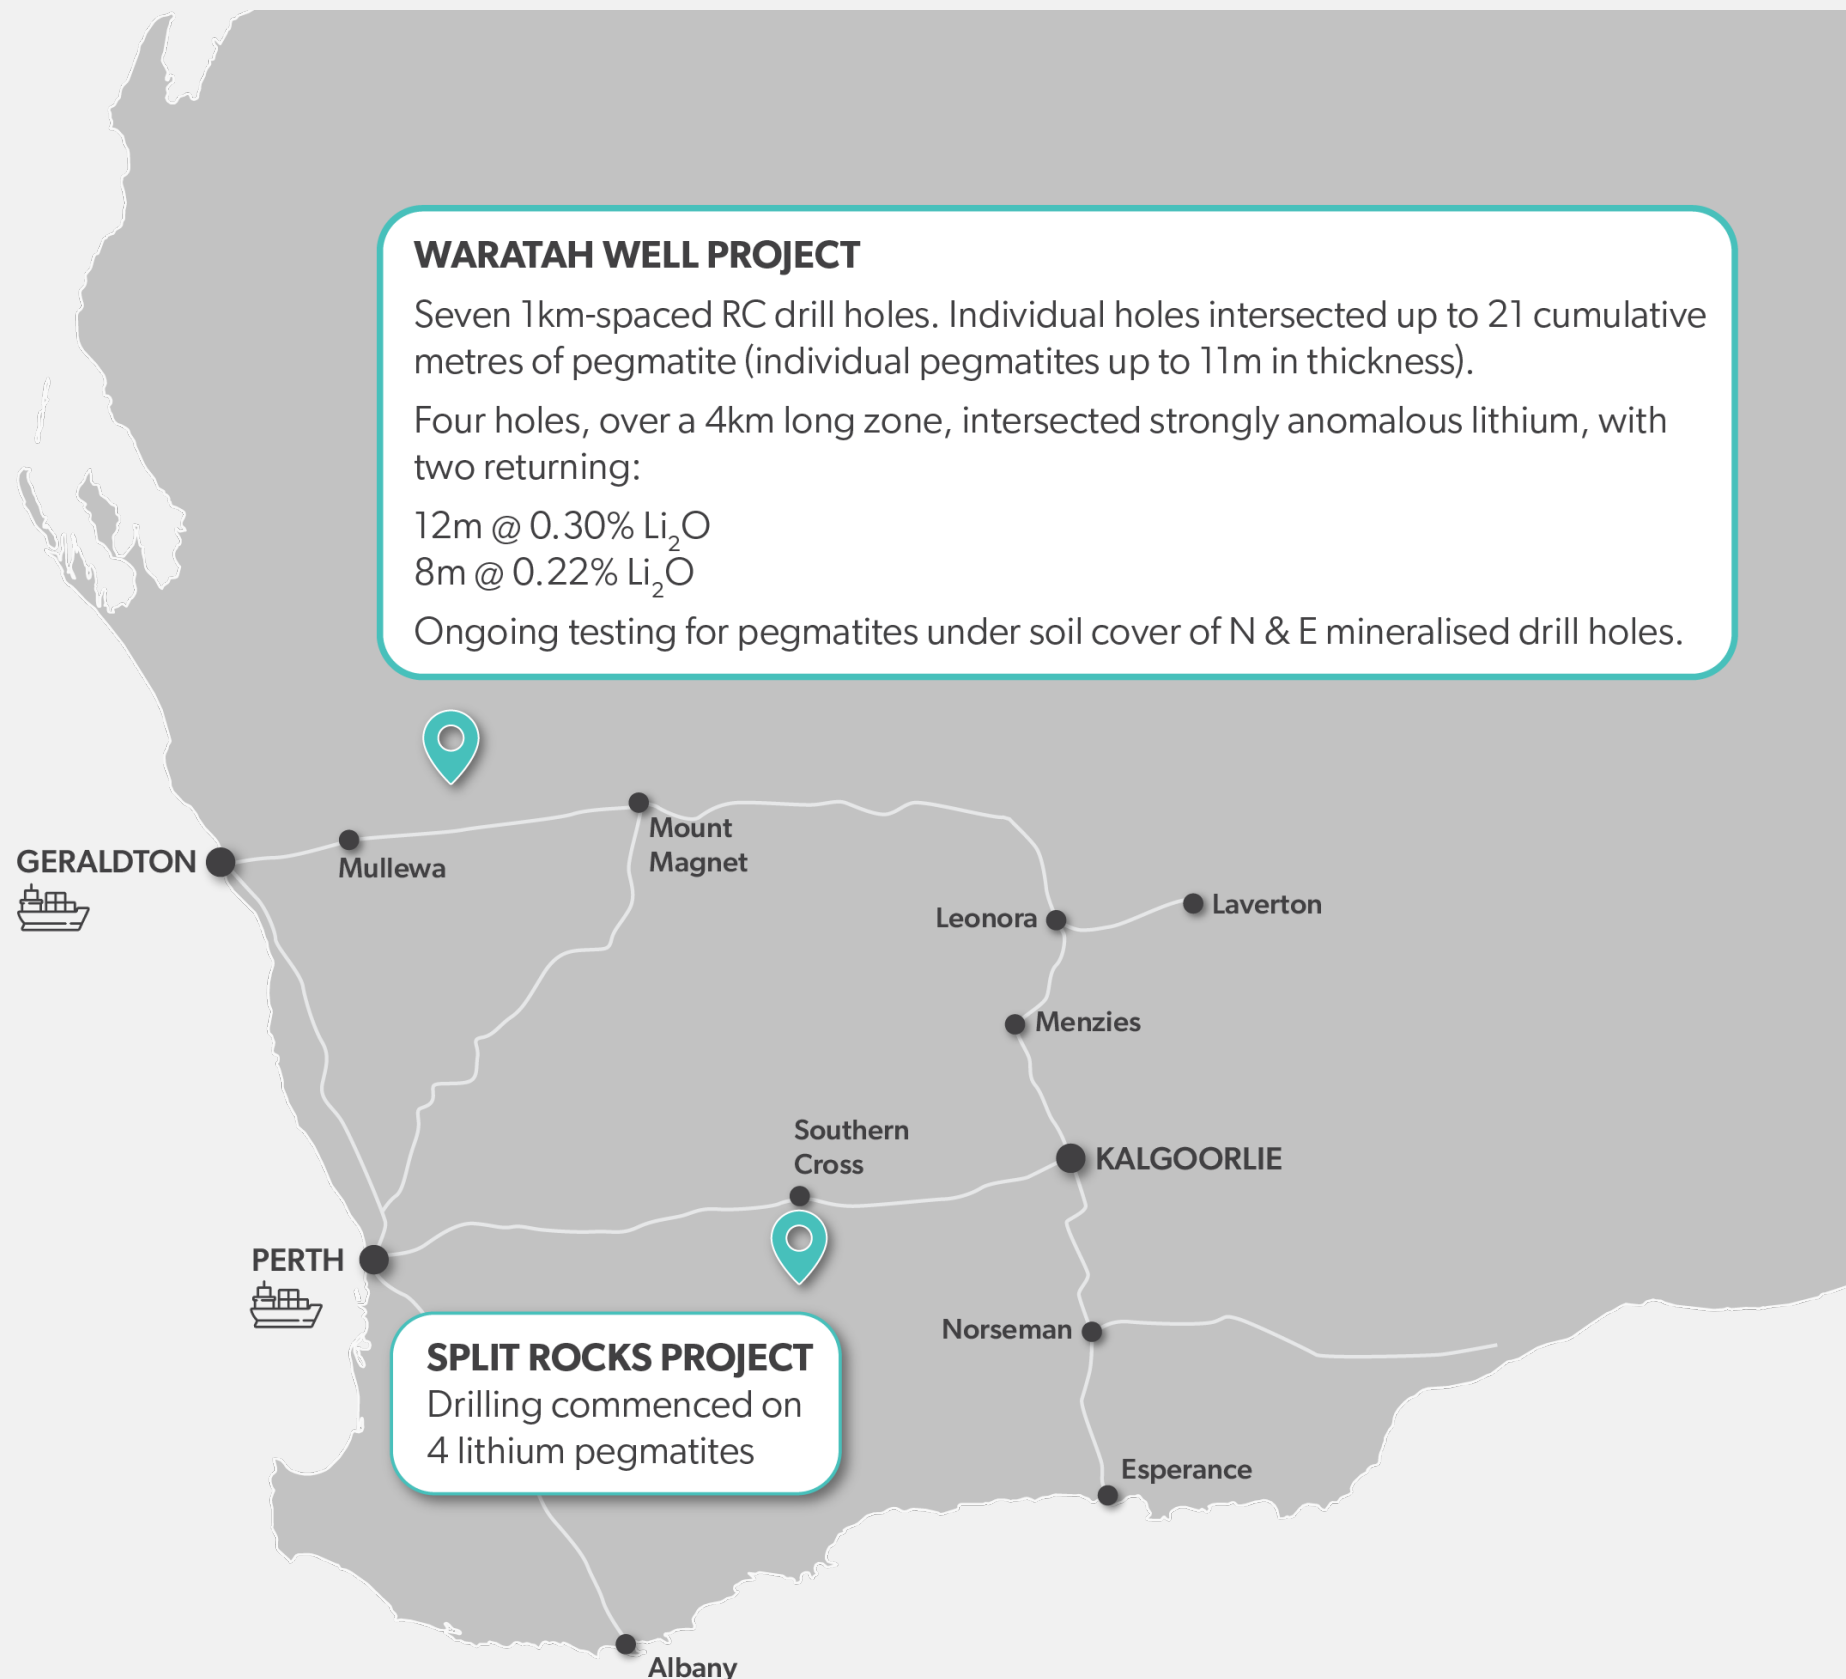 WARATAH WELL PROJECT
Seven 1km-spaced RC drill holes. Individual holes intersected up to 21 cumulative
metres of pegmatite (individual pegmatites up to 11m in thickness).
Four holes, over a 4km long zone, intersected strongly anomalous lithium, with
two returning:
12m @ 0.30% Li₂O
8m @ 0.22% Li₂O
Ongoing testing for pegmatites under soil cover of N & E mineralised drill holes.
Mount
Magnet
GERALDTON
Mullewa
Leonora
Laverton
Menzies
Southern
Cross
KALGOORLIE
PERTH
Norseman
SPLIT ROCKS PROJECT
Drilling commenced on
4 lithium pegmatites
Esperance
Albany